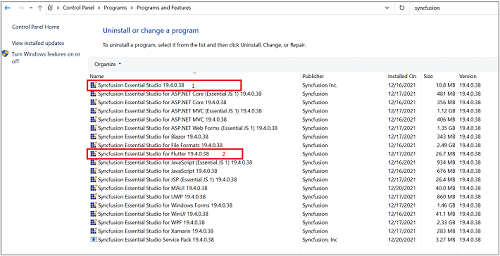 Control Panel > Programs > Programs and Features
syncfusion
Control Panel Home
View installed updates
Turn Windows features on or off
Uninstall or change a program
To uninstall a program, select it from the list and then click Uninstall, Change, or Repair.
Organize
Name Publisher Installed On Size Version
Syncfusion Essential Studio 19.4.0.38 1 Syncfusion Inc. 12/16/2021 10.8 MB 19.4.0.38
Syncfusion Essential Studio for ASP.NET Core (Essential JS 1) 19.4.0.38 Syncfusion Inc. 12/17/2021 481 MB 19.4.0.38
Syncfusion Essential Studio for ASP.NET Core 19.4.0.38 Syncfusion Inc. 12/16/2021 356 MB 19.4.0.38
Syncfusion Essential Studio for ASP.NET MVC (Essential JS 1) 19.4.0.38 Syncfusion Inc. 12/17/2021 1.12 GB 19.4.0.38
Syncfusion Essential Studio for ASP.NET MVC 19.4.0.38 Syncfusion Inc. 12/16/2021 406 MB 19.4.0.38
Syncfusion Essential Studio for ASP.NET Web Forms (Essential JS 1) 19.4.0.38 Syncfusion Inc. 12/17/2021 1.35 GB 19.4.0.38
Syncfusion Essential Studio for Blazor 19.4.0.38 Syncfusion Inc. 12/16/2021 343 MB 19.4.0.38
Syncfusion Essential Studio for File Formats 19.4.0.38 Syncfusion Inc. 12/17/2021 2.49 GB 19.4.0.38
Syncfusion Essential Studio for Flutter 19.4.0.38 2 Syncfusion Inc. 12/17/2021 26.7 MB 19.4.0.38
Syncfusion Essential Studio for JavaScript (Essential JS 1) 19.4.0.38 Syncfusion Inc. 12/16/2021 934 MB 19.4.0.38
Syncfusion Essential Studio for JavaScript 19.4.0.38 Syncfusion Inc. 12/16/2021 676 MB 19.4.0.38
Syncfusion Essential Studio for JSP (Essential JS 1) 19.4.0.38 Syncfusion Inc. 12/17/2021 26.4 MB 19.4.0.38
Syncfusion Essential Studio for MAUI 19.4.0.38 Syncfusion Inc. 12/20/2021 40.0 MB 19.4.0.38
Syncfusion Essential Studio for UWP 19.4.0.38 Syncfusion Inc. 12/17/2021 860 MB 19.4.0.38
Syncfusion Essential Studio for Windows Forms 19.4.0.38 Syncfusion Inc. 12/17/2021 1.46 GB 19.4.0.38
Syncfusion Essential Studio for WinUI 19.4.0.38 Syncfusion Inc. 12/16/2021 41.1 MB 19.4.0.38
Syncfusion Essential Studio for WPF 19.4.0.38 Syncfusion Inc. 12/17/2021 2.33 GB 19.4.0.38
Syncfusion Essential Studio for Xamarin 19.4.0.38 Syncfusion Inc. 12/16/2021 283 MB 19.4.0.38
Syncfusion Essential Studio Service Pack 19.4.0.38 Syncfusion, Inc 12/20/2021 3.27 MB 19.4.0.38